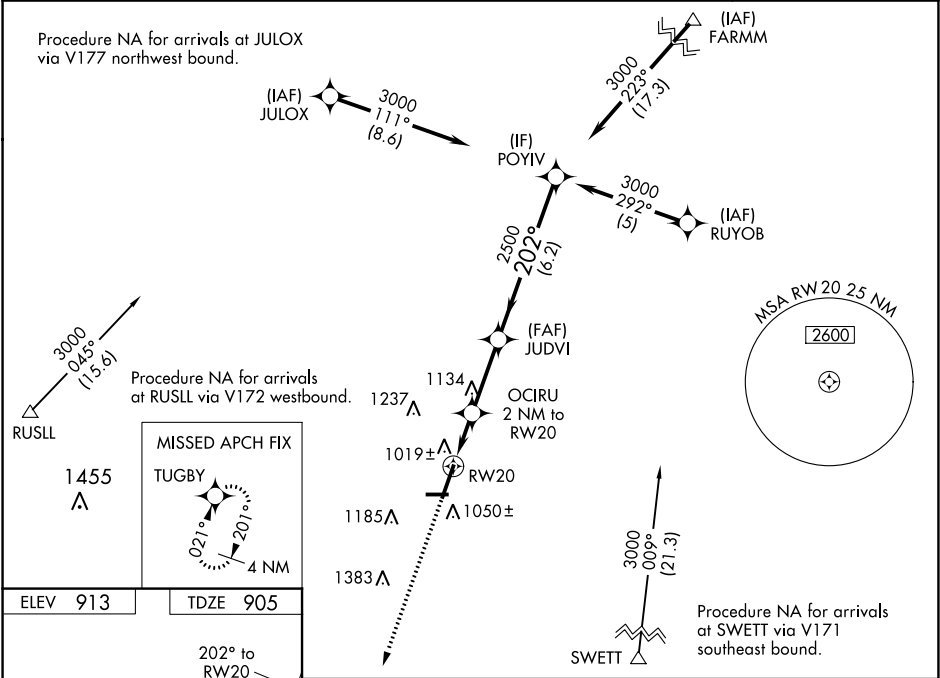 Procedure NA for arrivals at JULOX
via V177 northwest bound.
(IAF)
FARMM
3000
223°
(17.3)
(IAF)
JULOX
3000
111°
(8.6)
(IF)
POYIV
3000
292°
(5)
(IAF)
RUYOB
2500
202°
(6.2)
MSA RW 20 25 NM
2600
(FAF)
JUDVI
3000
045°
(15.6)
RUSLL
Procedure NA for arrivals
at RUSLL via V172 westbound.
1134
1237
OCIRU
2 NM to
RW20
1019±
RW20
MISSED APCH FIX
TUGBY
021°
201°
4 NM
1455
1185
1050±
1383
3000
009°
(21.3)
SWETT
Procedure NA for arrivals
at SWETT via V171
southeast bound.
ELEV 913
TDZE 905
202° to
RW20